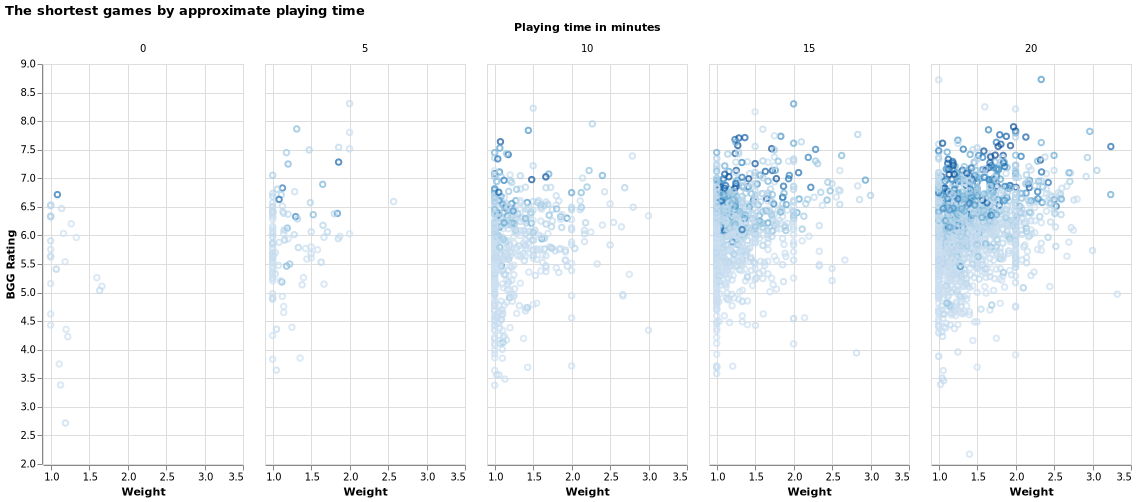 The shortest games by approximate playing time
Playing time in minutes
0 5 10 15 20
9.0
8.5
8.0
7.5
7.0
6.5
6.0
5.5
5.0
4.5
4.0
3.5
3.0
2.5
2.0
BGG Rating
1.0 1.5 2.0 2.5 3.0 3.5 1.0 1.5 2.0 2.5 3.0 3.5 1.0 1.5 2.0 2.5 3.0 3.5 1.0 1.5 2.0 2.5 3.0 3.5 1.0 1.5 2.0 2.5 3.0 3.5
Weight Weight Weight Weight Weight